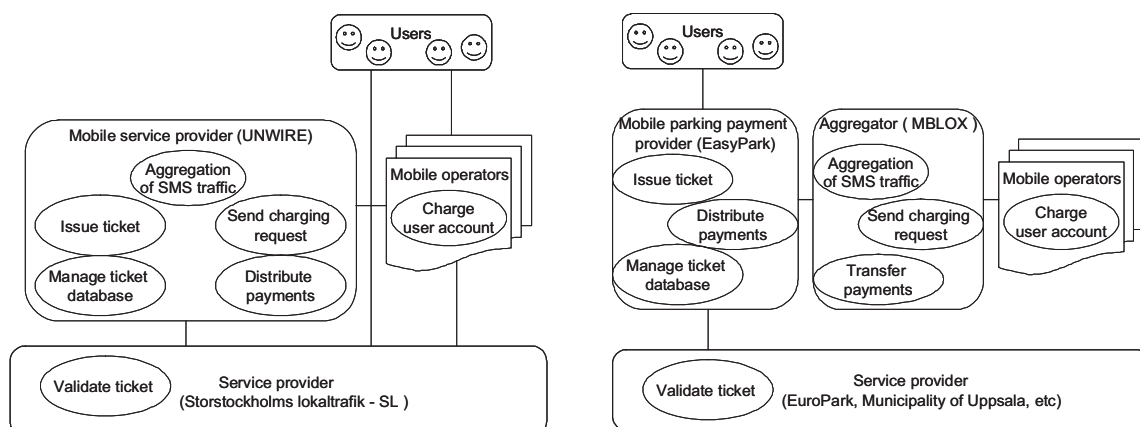 Users
Mobile service provider (UNWIRE)
Aggregation
of SMS traffic
Issue ticket
Send charging
request
Manage ticket
database
Distribute
payments
Mobile operators
Charge
user account
Validate ticket
Service provider
(Storstockholms lokaltrafik - SL )
Users
Mobile parking payment
provider (EasyPark)
Issue ticket
Distribute
payments
Manage ticket
database
Aggregator ( MBLOX )
Aggregation
of SMS traffic
Send charging
request
Transfer
payments
Mobile operators
Charge
user account
Validate ticket
Service provider
(EuroPark, Municipality of Uppsala, etc)